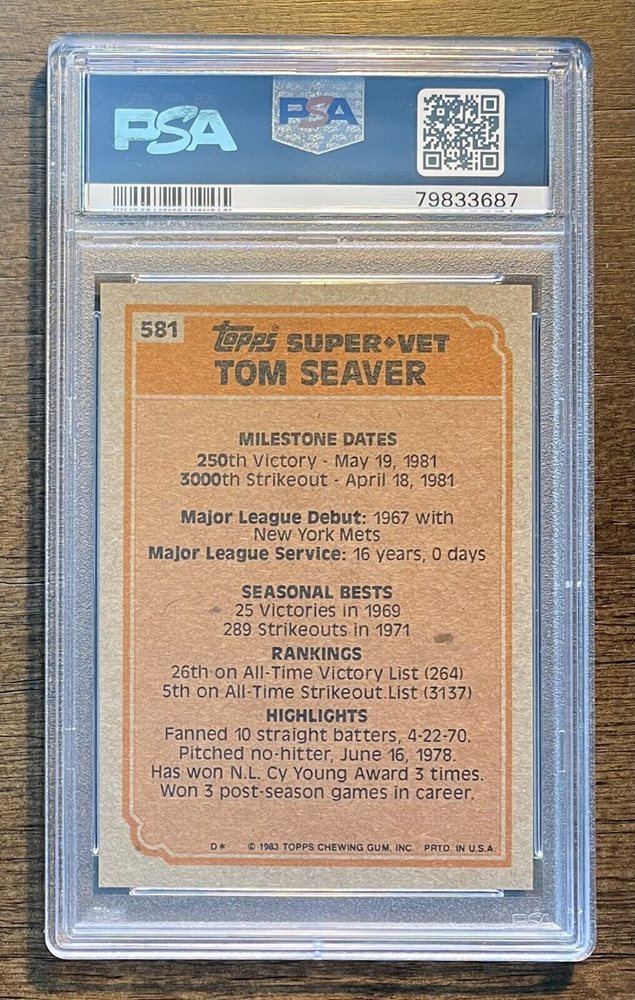 PSA
PSA
79833687
581
Topps SUPER◆VET
TOM SEAVER
MILESTONE DATES
250th Victory - May 19, 1981
3000th Strikeout - April 18, 1981
Major League Debut: 1967 with
New York Mets
Major League Service: 16 years, 0 days
SEASONAL BESTS
25 Victories in 1969
289 Strikeouts in 1971
RANKINGS
26th on All-Time Victory List (264)
5th on All-Time Strikeout List (3137)
HIGHLIGHTS
Fanned 10 straight batters, 4-22-70.
Pitched no-hitter, June 16, 1978.
Has won N.L. Cy Young Award 3 times.
Won 3 post-season games in career.
D* © 1983 TOPPS CHEWING GUM, INC. PRTD. IN U.S.A.
PSA